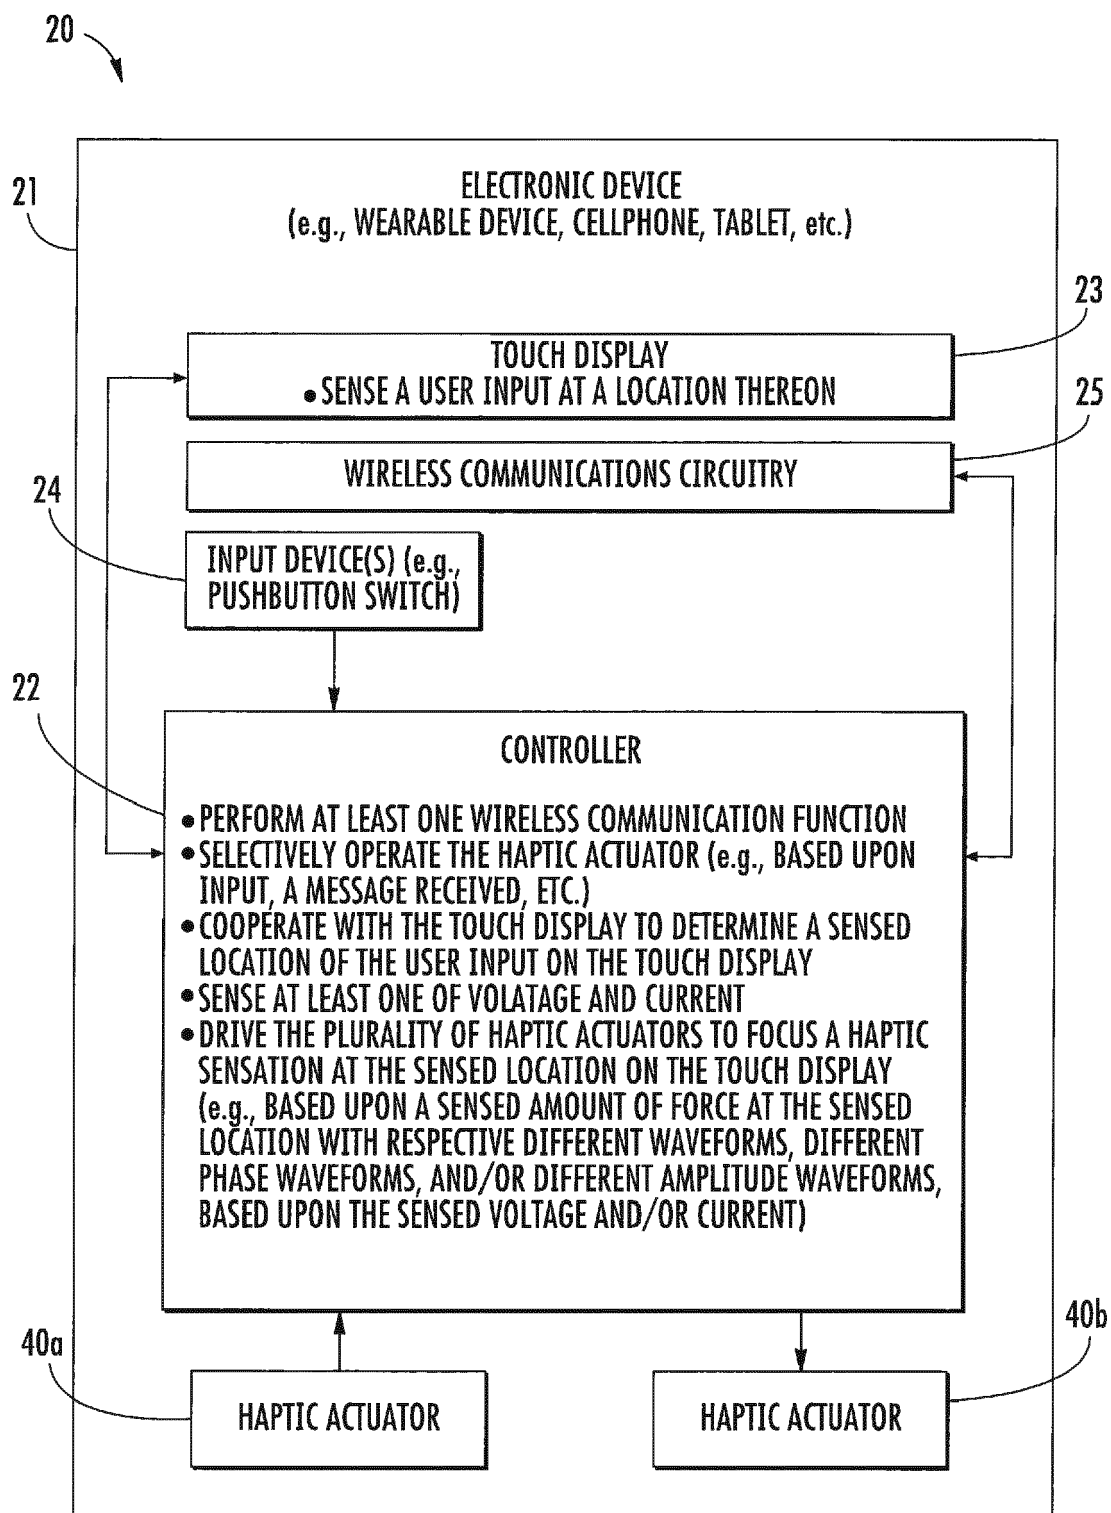 20
21
ELECTRONIC DEVICE
(e.g., WEARABLE DEVICE, CELLPHONE, TABLET, etc.)
23
TOUCH DISPLAY
•SENSE A USER INPUT AT A LOCATION THEREON
25
WIRELESS COMMUNICATIONS CIRCUITRY
24
INPUT DEVICE(S) (e.g.,
PUSHBUTTON SWITCH)
22
CONTROLLER
•PERFORM AT LEAST ONE WIRELESS COMMUNICATION FUNCTION
•SELECTIVELY OPERATE THE HAPTIC ACTUATOR (e.g., BASED UPON
INPUT, A MESSAGE RECEIVED, ETC.)
•COOPERATE WITH THE TOUCH DISPLAY TO DETERMINE A SENSED
LOCATION OF THE USER INPUT ON THE TOUCH DISPLAY
•SENSE AT LEAST ONE OF VOLATAGE AND CURRENT
•DRIVE THE PLURALITY OF HAPTIC ACTUATORS TO FOCUS A HAPTIC
SENSATION AT THE SENSED LOCATION ON THE TOUCH DISPLAY
(e.g., BASED UPON A SENSED AMOUNT OF FORCE AT THE SENSED
LOCATION WITH RESPECTIVE DIFFERENT WAVEFORMS, DIFFERENT
PHASE WAVEFORMS, AND/OR DIFFERENT AMPLITUDE WAVEFORMS,
BASED UPON THE SENSED VOLTAGE AND/OR CURRENT)
40a
HAPTIC ACTUATOR
40b
HAPTIC ACTUATOR